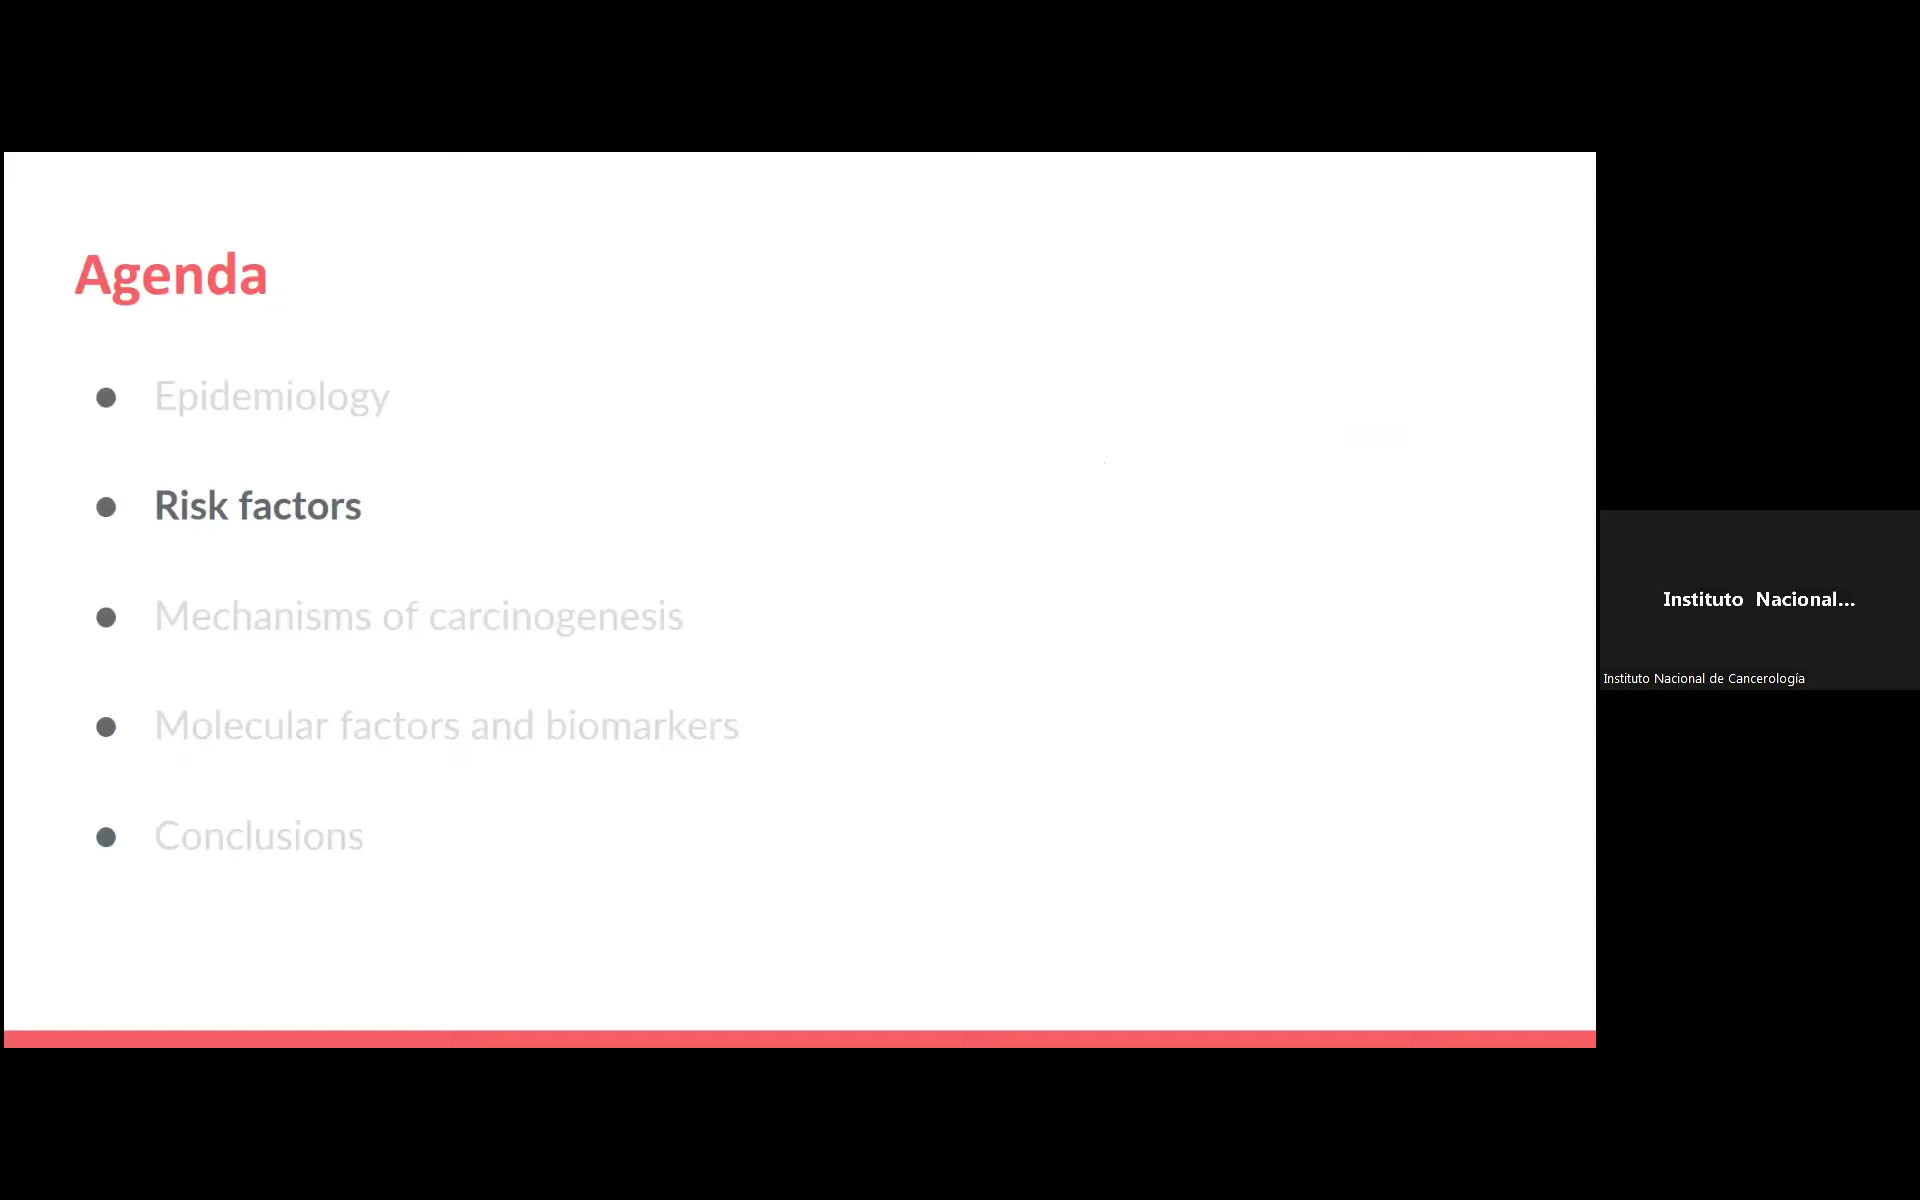 Agenda
● Epidemiology
● Risk factors
● Mechanisms of carcinogenesis
● Molecular factors and biomarkers
● Conclusions
Instituto Nacional...
Instituto Nacional de Cancerología